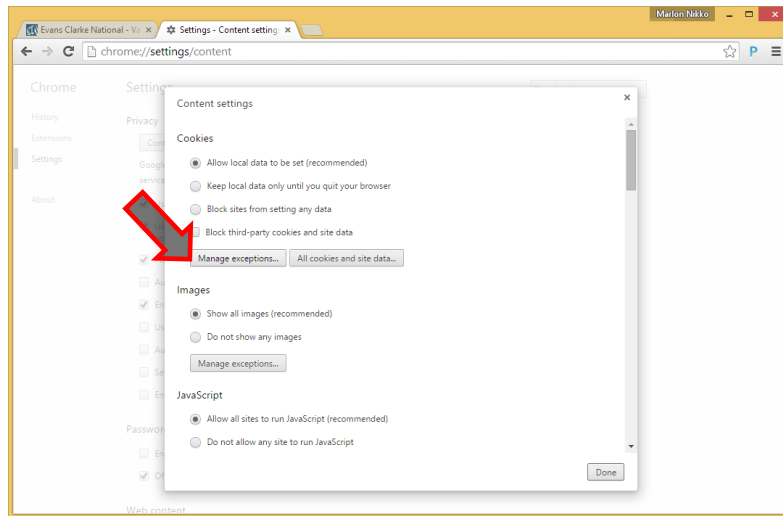 Marlon Nikko
Evans Clarke National - Va
Settings - Content setting
chrome://settings/content
P
Chrome
Settings
History
Extensions
Settings
About
Privacy
Content settings
Cookies
Allow local data to be set (recommended)
Keep local data only until you quit your browser
Block sites from setting any data
Block third-party cookies and site data
Manage exceptions... All cookies and site data...
Images
Show all images (recommended)
Do not show any images
Manage exceptions...
JavaScript
Allow all sites to run JavaScript (recommended)
Do not allow any site to run JavaScript
Done
Web content